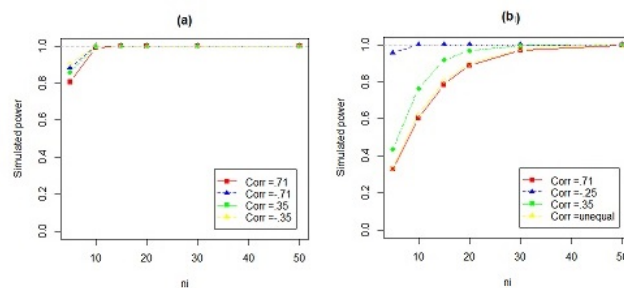 (a)
Simulated power
1.0
0.8
0.6
0.4
0.2
0.0
Corr =.71
Corr =-.71
Corr =.35
Corr =-.35
10
20
30
40
50
ni
(b)
Simulated power
1.0
0.8
0.6
0.4
0.2
0.0
Corr =.71
Corr =-.25
Corr =.35
Corr =unequal
10
20
30
40
50
ni